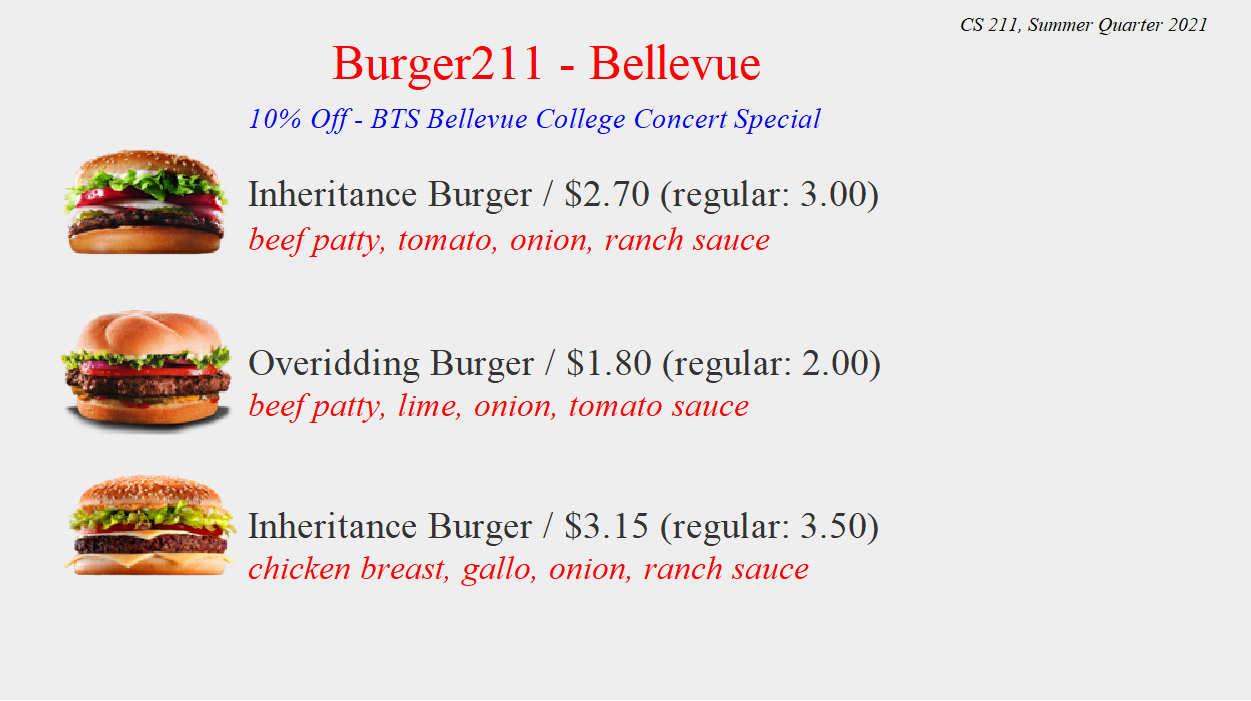 CS 211, Summer Quarter 2021
Burger211 - Bellevue
10% Off - BTS Bellevue College Concert Special
Inheritance Burger / $2.70 (regular: 3.00)
beef patty, tomato, onion, ranch sauce
Overidding Burger / $1.80 (regular: 2.00)
beef patty, lime, onion, tomato sauce
Inheritance Burger / $3.15 (regular: 3.50)
chicken breast, gallo, onion, ranch sauce